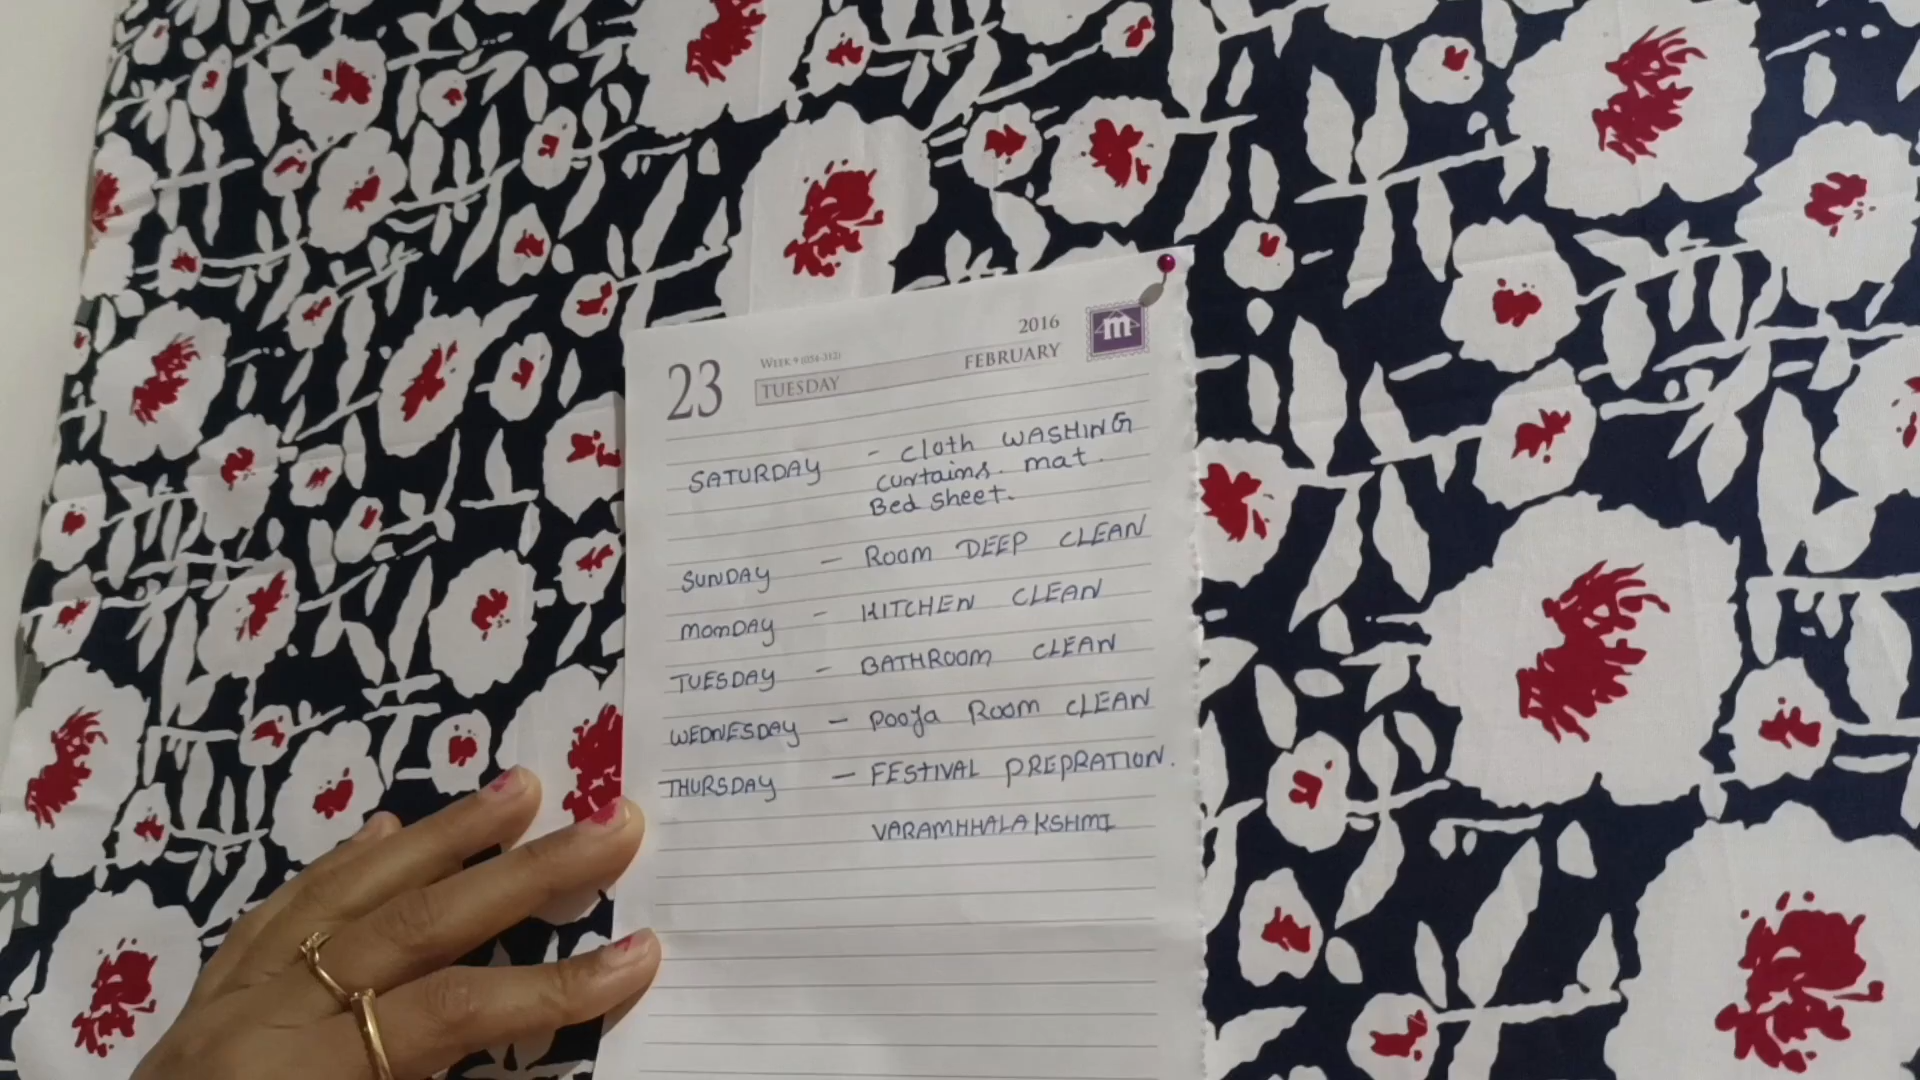 2016
23 WEEK 9 (054-312)
TUESDAY FEBRUARY
m
SATURDAY - cloth WASHING
curtains. mat.
Bed sheet.
SUNDAY - ROOM DEEP CLEAN
MONDAY - KITCHEN CLEAN
TUESDAY - BATHROOM CLEAN
WEDNESDAY - Pooja Room CLEAN
THURSDAY - FESTIVAL PREPRATION.
VARAMHHALAKSHMI